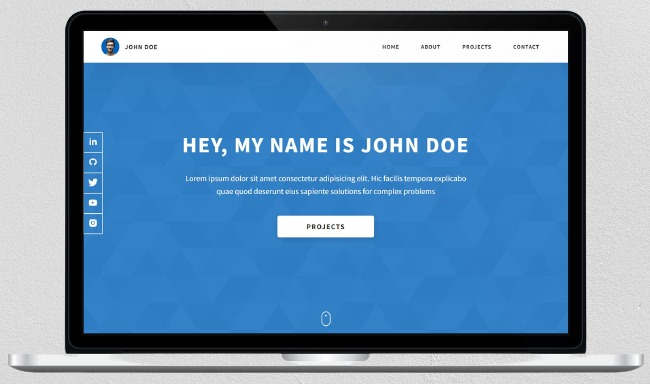 JOHN DOE
HOME ABOUT PROJECTS CONTACT
HEY, MY NAME IS JOHN DOE
Lorem ipsum dolor sit amet consectetur adipisicing elit. Hic facilis tempora explicabo
quae quod deserunt eius sapiente solutions for complex problems
PROJECTS
in